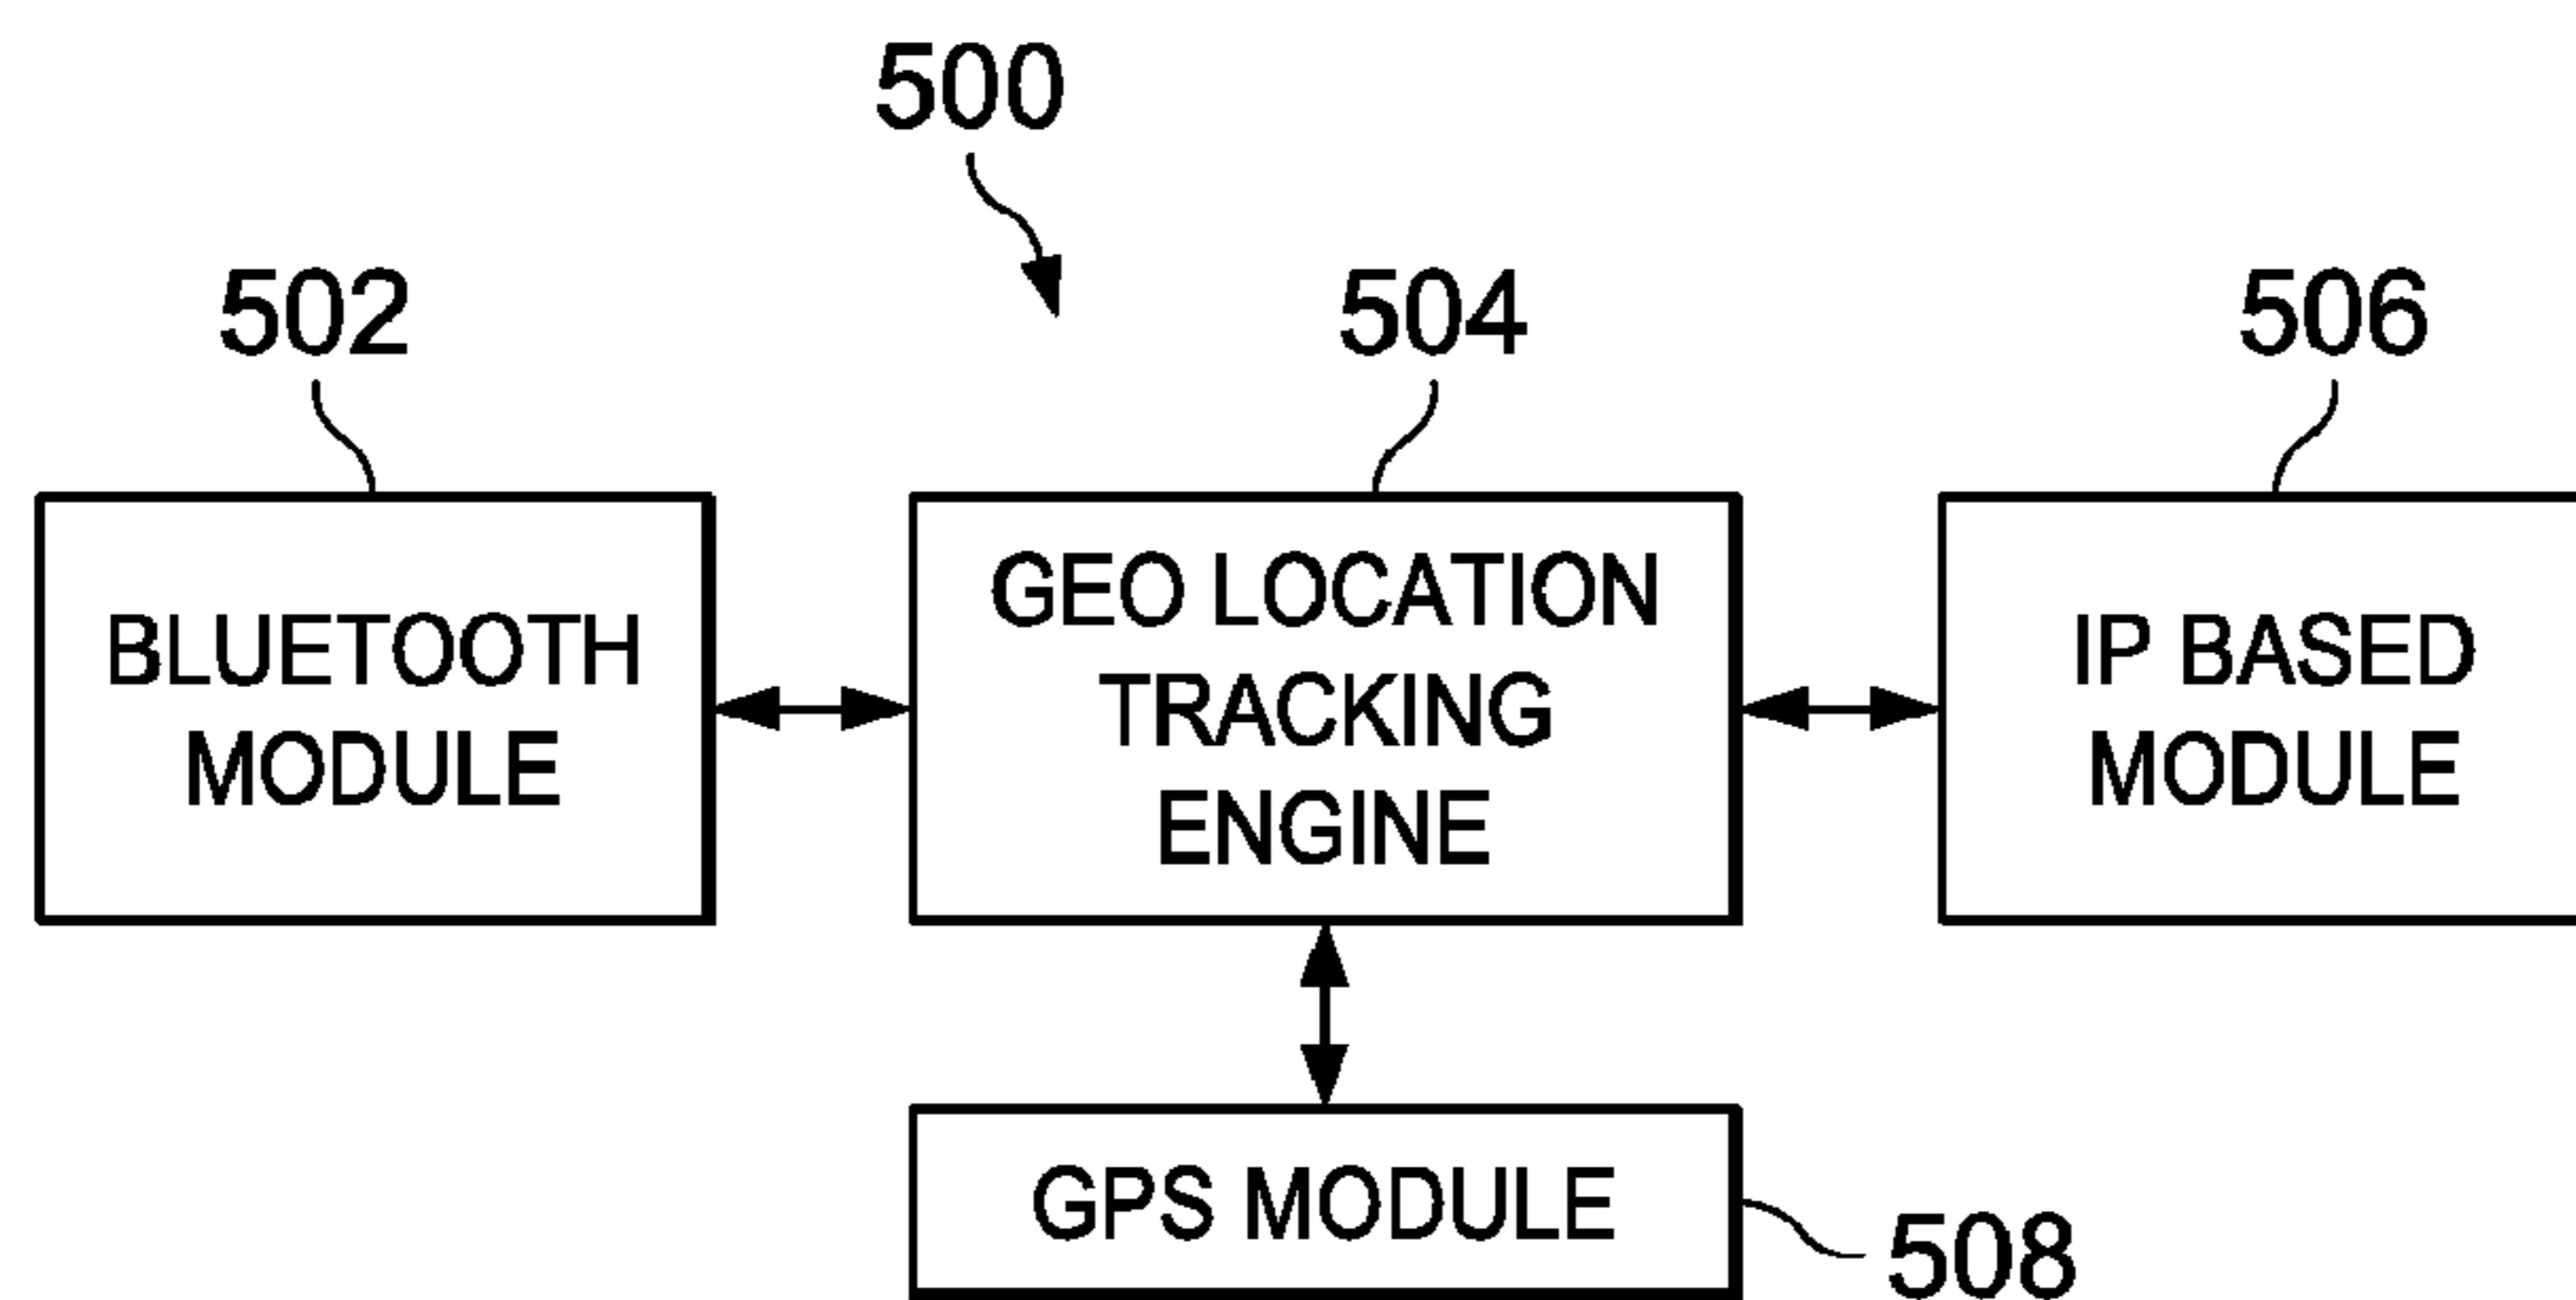 500
502
504
506
BLUETOOTH
MODULE
GEO LOCATION
TRACKING
ENGINE
IP BASED
MODULE
GPS MODULE
508